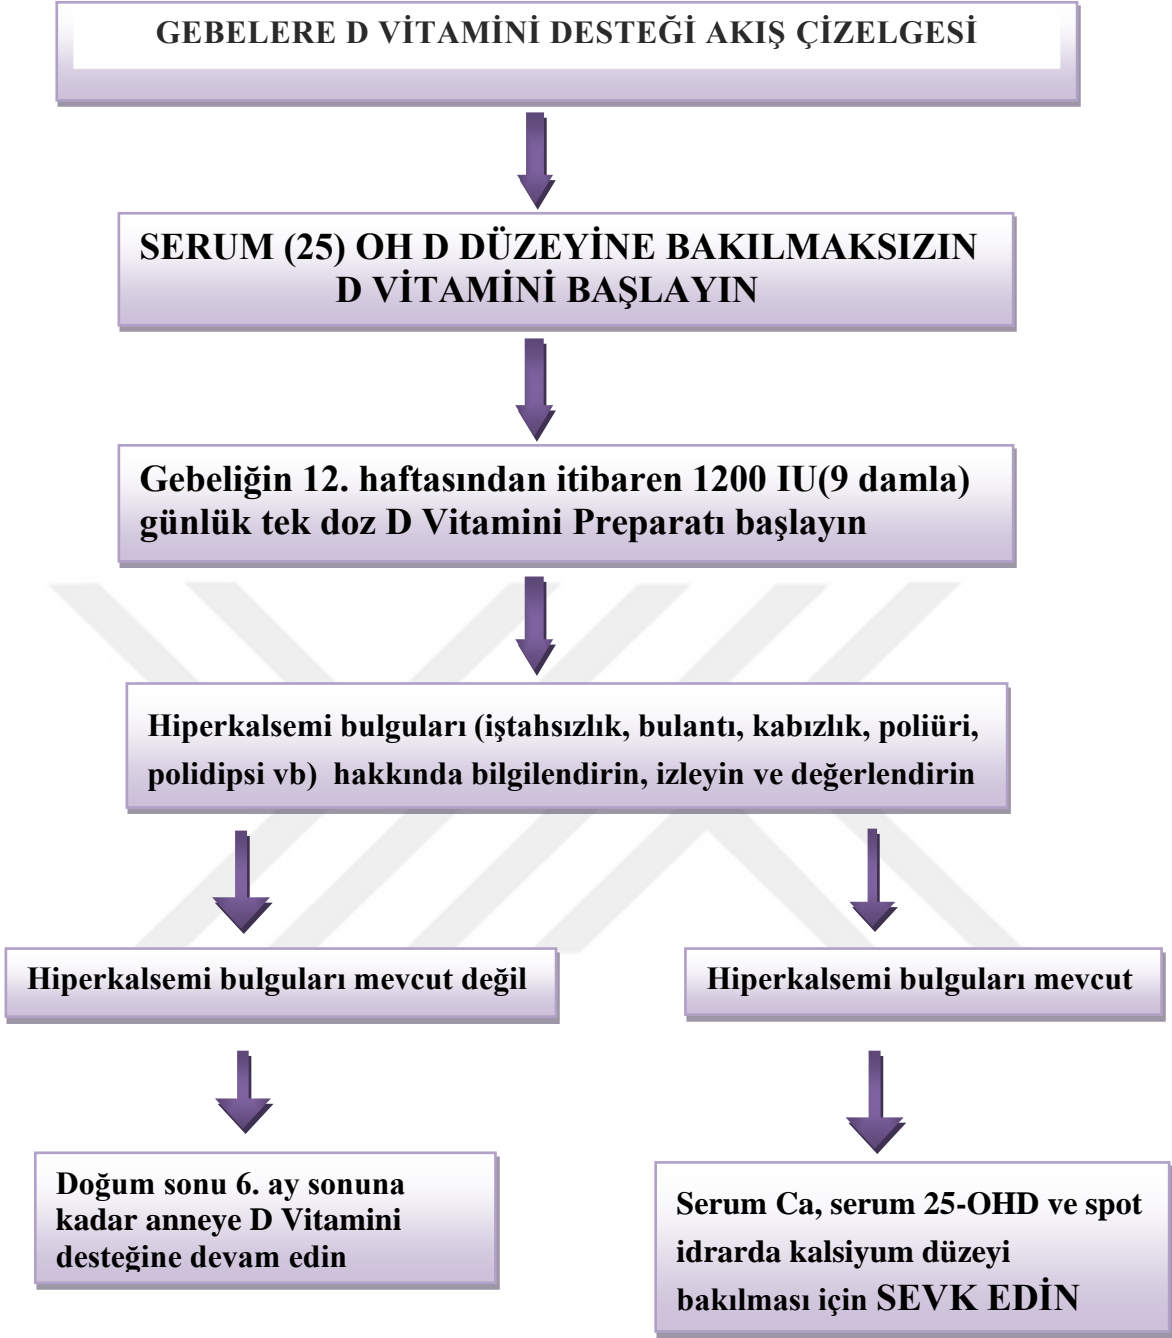 GEBELERE D VİTAMİNİ DESTEĞİ AKIŞ ÇİZELGESİ
SERUM (25) OH D DÜZEYİNE BAKILMAKSIZIN
D VİTAMİNİ BAŞLAYIN
Gebeliğin 12. haftasından itibaren 1200 IU(9 damla)
günlük tek doz D Vitamini Preparatı başlayın
Hiperkalsemi bulguları (iştahsızlık, bulantı, kabızlık, poliüri,
polidipsi vb) hakkında bilgilendirin, izleyin ve değerlendirin
Hiperkalsemi bulguları mevcut değil
Hiperkalsemi bulguları mevcut
Doğum sonu 6. ay sonuna
kadar anneye D Vitamini
desteğine devam edin
Serum Ca, serum 25-OHD ve spot
idrarda kalsiyum düzeyi
bakılması için SEVK EDİN